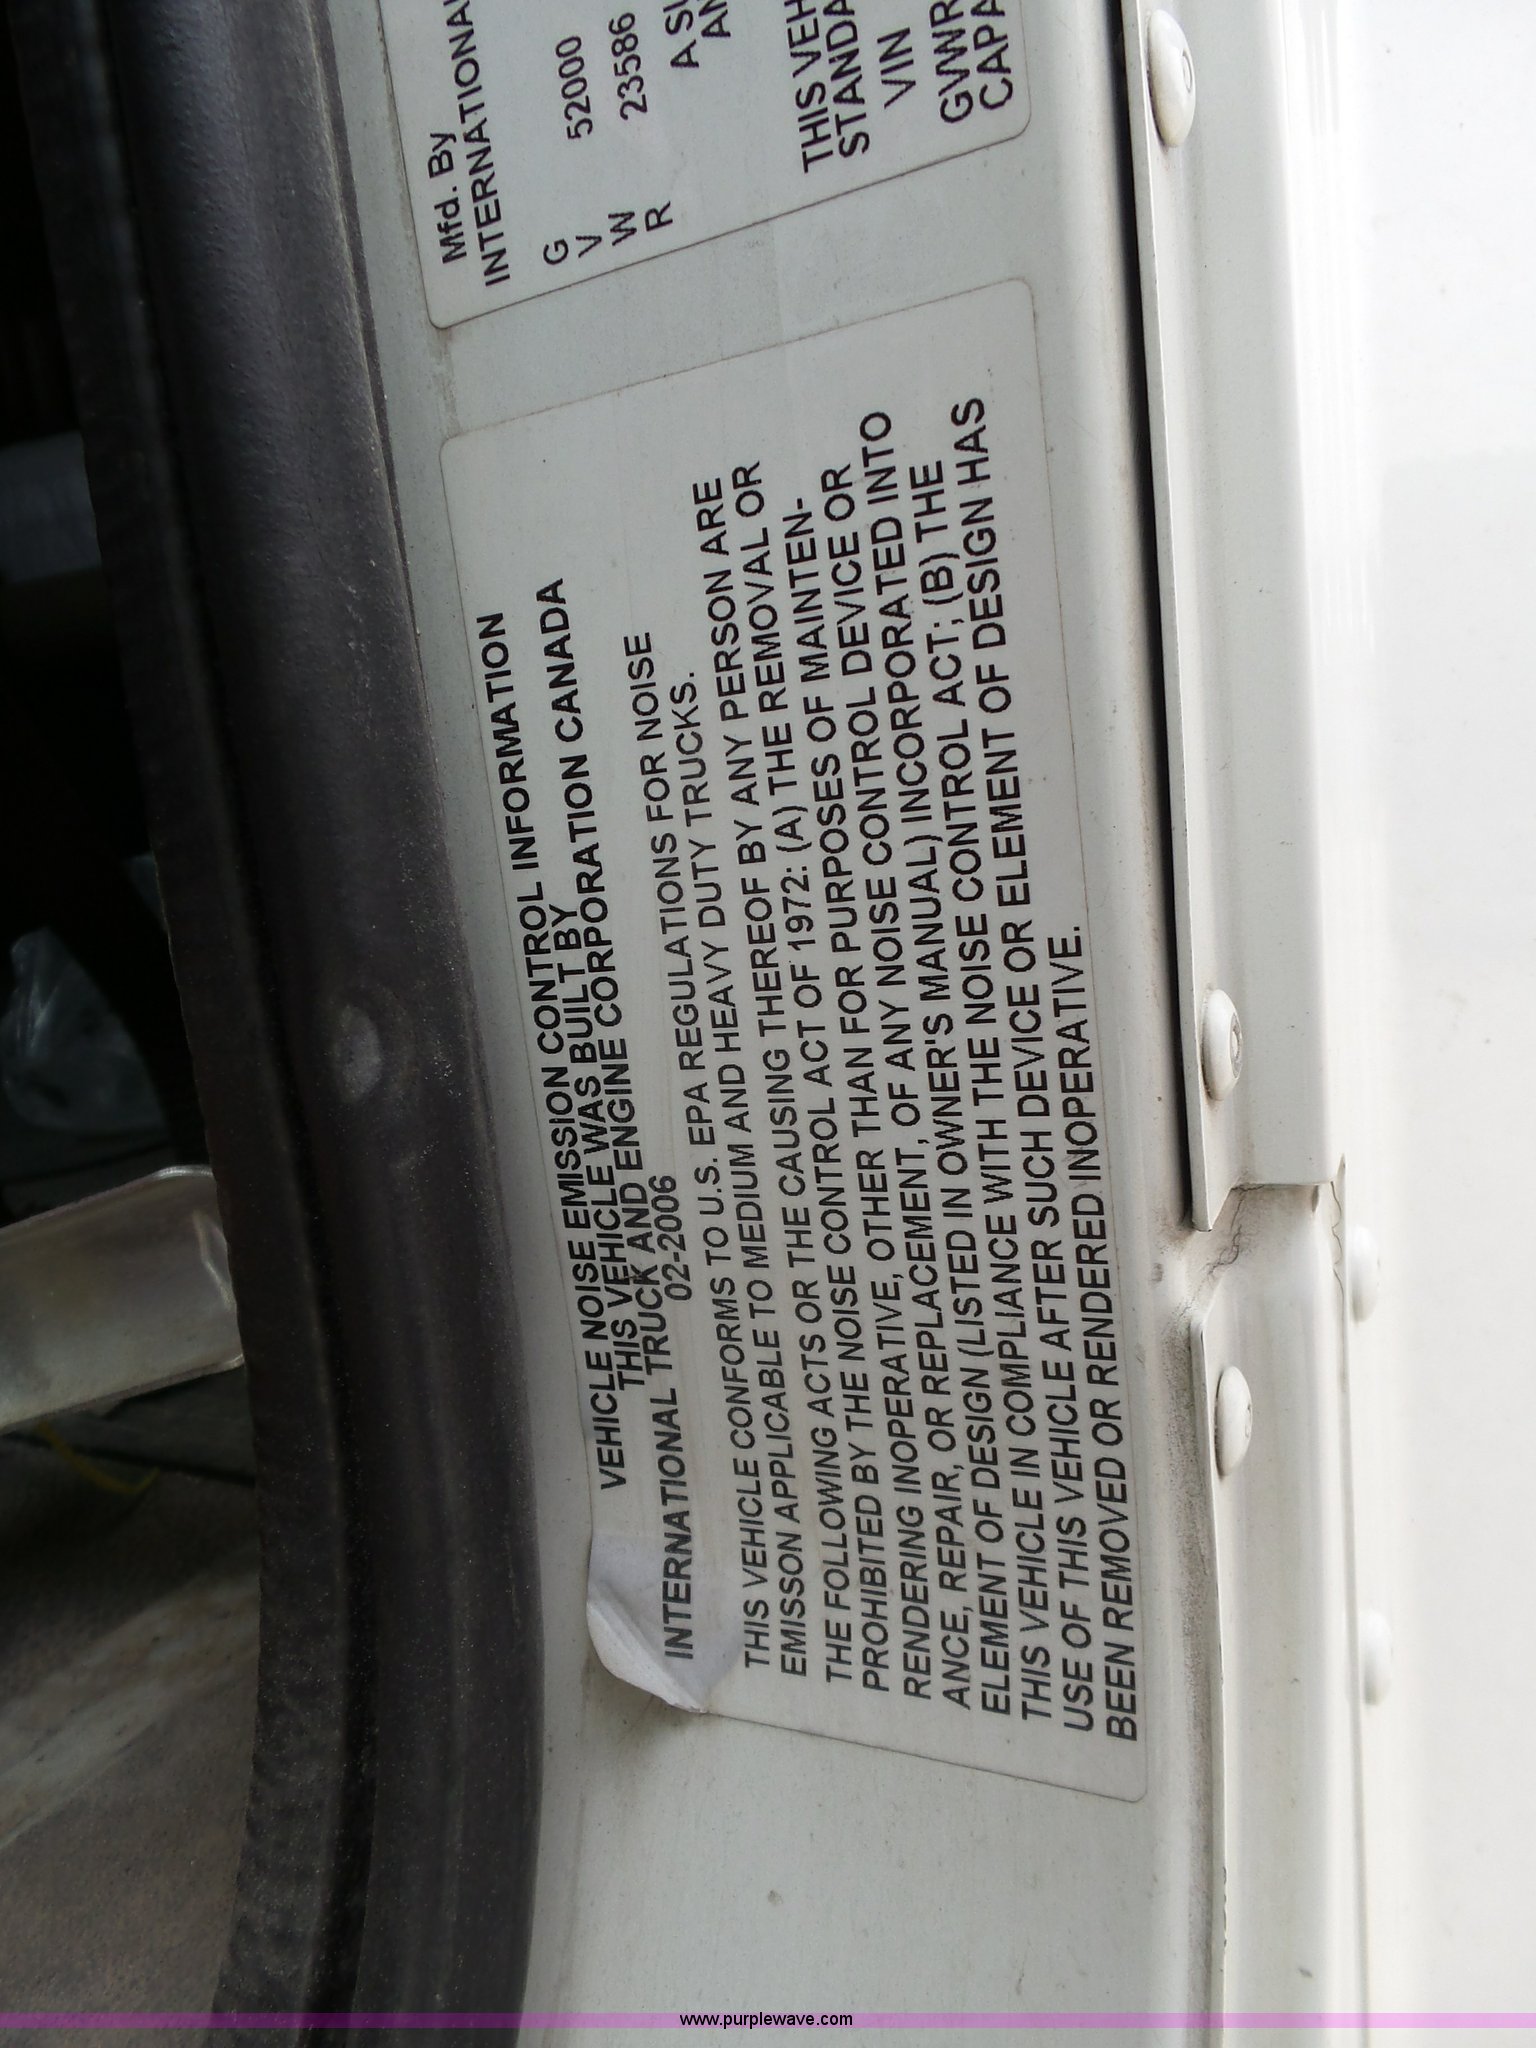 VEHICLE NOISE EMISSION CONTROL INFORMATION
THIS VEHICLE WAS BUILT BY
INTERNATIONAL TRUCK AND ENGINE CORPORATION CANADA
02-2006
THIS VEHICLE CONFORMS TO U.S. EPA REGULATIONS FOR NOISE
EMISSON APPLICABLE TO MEDIUM AND HEAVY DUTY TRUCKS.
THE FOLLOWING ACTS OR THE CAUSING THEREOF BY ANY PERSON ARE
PROHIBITED BY THE NOISE CONTROL ACT OF 1972: (A) THE REMOVAL OR
RENDERING INOPERATIVE, OTHER THAN FOR PURPOSES OF MAINTEN-
ANCE, REPAIR, OR REPLACEMENT, OF ANY NOISE CONTROL DEVICE OR
ELEMENT OF DESIGN (LISTED IN OWNER'S MANUAL) INCORPORATED INTO
THIS VEHICLE IN COMPLIANCE WITH THE NOISE CONTROL ACT; (B) THE
USE OF THIS VEHICLE AFTER SUCH DEVICE OR ELEMENT OF DESIGN HAS
BEEN REMOVED OR RENDERED INOPERATIVE.
Mfd. By
INTERNATIONAL
G
V 52000
W 23586
R
A
THIS VEH
STANDA
VIN
GVWR
CAPA
www.purplewave.com